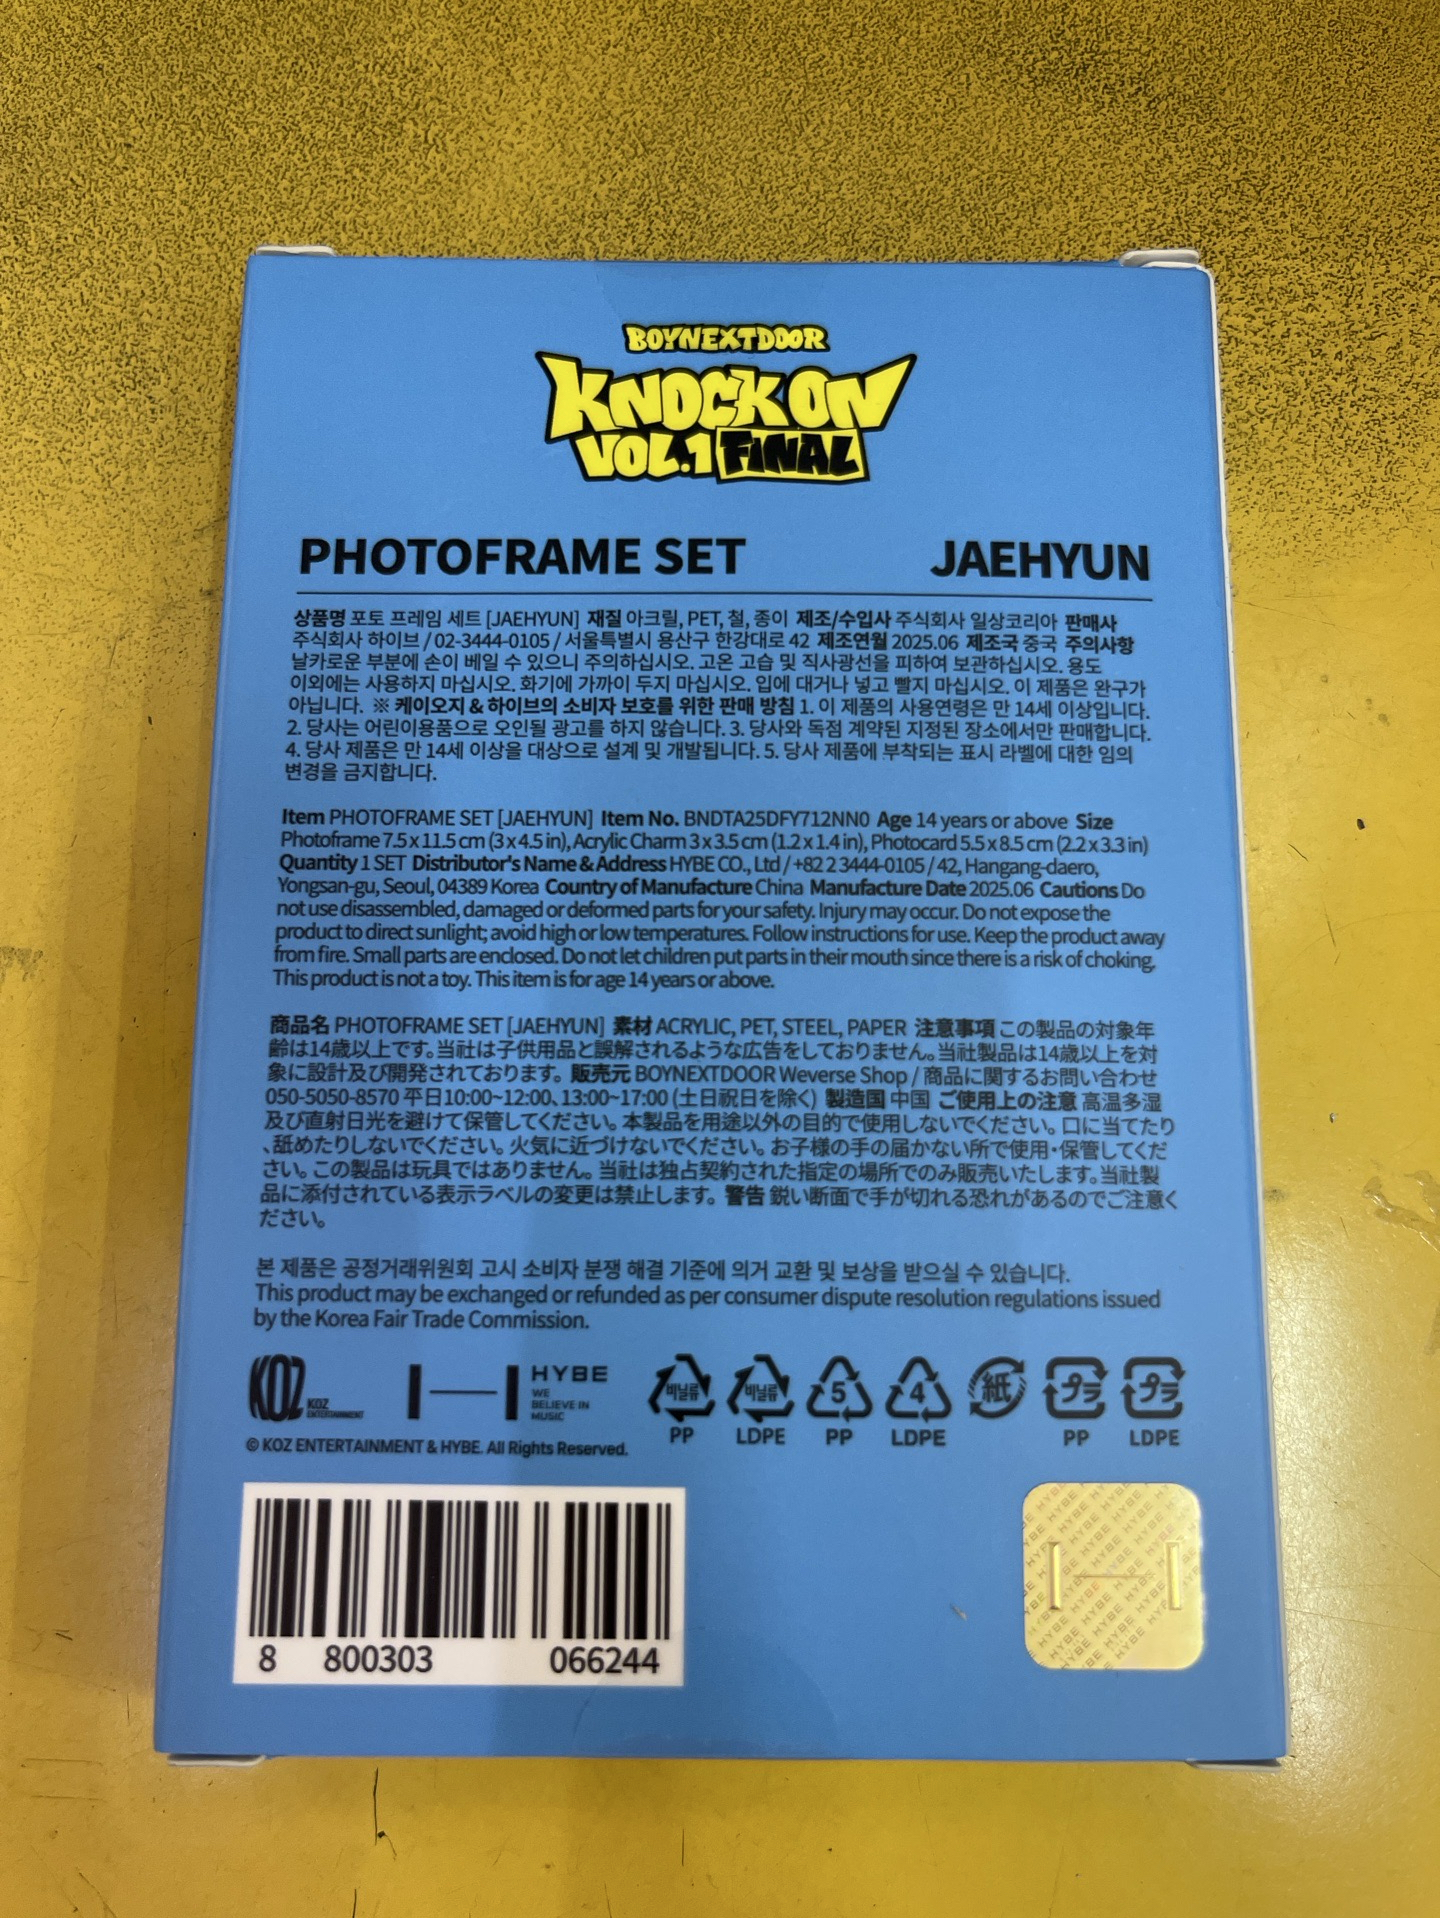 BOYNEXTDOOR
KNOCK ON
VOL.1 FINAL
PHOTOFRAME SET JAEHYUN
상품명 포토 프레임 세트 [JAEHYUN] 재질 아크릴, PET, 철, 종이 제조/수입사 주식회사 일상코리아 판매사
주식회사 하이브 / 02-3444-0105 / 서울특별시 용산구 한강대로 42 제조연월 2025.06 제조국 중국 주의사항
날카로운 부분에 손이 베일 수 있으니 주의하십시오. 고온 고습 및 직사광선을 피하여 보관하십시오. 용도
이외에는 사용하지 마십시오. 화기에 가까이 두지 마십시오. 입에 대거나 넣고 빨지 마십시오. 이 제품은 완구가
아닙니다. ※ 케이오지 & 하이브의 소비자 보호를 위한 판매 방침 1. 이 제품의 사용연령은 만 14세 이상입니다.
2. 당사는 어린이용품으로 오인될 광고를 하지 않습니다. 3. 당사와 독점 계약된 지정된 장소에서만 판매합니다.
4. 당사 제품은 만 14세 이상을 대상으로 설계 및 개발됩니다. 5. 당사 제품에 부착되는 표시 라벨에 대한 임의
변경을 금지합니다.
Item PHOTOFRAME SET [JAEHYUN] Item No. BNDTA25DFY712NN0 Age 14 years or above Size
Photoframe 7.5 x 11.5 cm (3 x 4.5 in), Acrylic Charm 3 x 3.5 cm (1.2 x 1.4 in), Photocard 5.5 x 8.5 cm (2.2 x 3.3 in)
Quantity 1 SET Distributor's Name & Address HYBE CO., Ltd / +82 2 3444-0105 / 42, Hangang-daero,
Yongsan-gu, Seoul, 04389 Korea Country of Manufacture China Manufacture Date 2025.06 Cautions Do
not use disassembled, damaged or deformed parts for your safety. Injury may occur. Do not expose the
product to direct sunlight; avoid high or low temperatures. Follow instructions for use. Keep the product away
from fire. Small parts are enclosed. Do not let children put parts in their mouth since there is a risk of choking.
This product is not a toy. This item is for age 14 years or above.
商品名 PHOTOFRAME SET [JAEHYUN] 素材 ACRYLIC, PET, STEEL, PAPER 注意事項 この製品の対象年
齢は14歳以上です。当社は子供用品と誤解されるような広告をしておりません。当社製品は14歳以上を対
象に設計及び開発されております。 販売元 BOYNEXTDOOR Weverse Shop / 商品に関するお問い合わせ
050-5050-8570 平日10:00~12:00、13:00~17:00 (土日祝日を除く) 製造国 中国 ご使用上の注意 高温多湿
及び直射日光を避けて保管してください。本製品を用途以外の目的で使用しないでください。口に当てたり
、舐めたりしないでください。火気に近づけないでください。お子様の手の届かない所で使用・保管してくだ
さい。この製品は玩具ではありません。当社は独占契約された指定の場所でのみ販売いたします。当社製
品に添付されている表示ラベルの変更は禁止します。 警告 鋭い断面で手が切れる恐れがあるのでご注意く
ださい。
본 제품은 공정거래위원회 고시 소비자 분쟁 해결 기준에 의거 교환 및 보상을 받으실 수 있습니다.
This product may be exchanged or refunded as per consumer dispute resolution regulations issued
by the Korea Fair Trade Commission.
KOZ KOZ ENTERTAINMENT
HYBE
WE
BELIEVE IN
MUSIC
비닐류 비닐류 5 4 紙 プラ プラ
PP LDPE PP LDPE PP LDPE
© KOZ ENTERTAINMENT & HYBE. All Rights Reserved.
8 800303 066244
HYBE